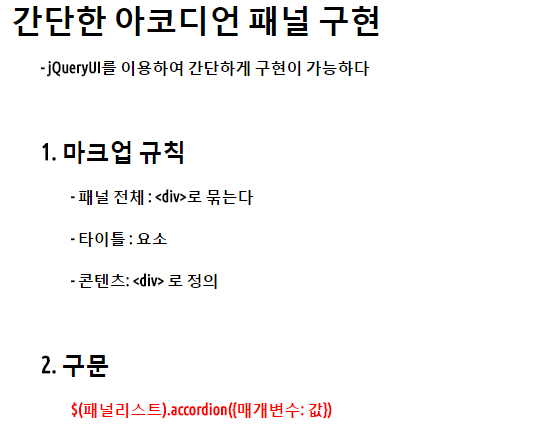 간단한 아코디언 패널 구현
- jQueryUI를 이용하여 간단하게 구현이 가능하다
1. 마크업 규칙
- 패널 전체 : <div>로 묶는다
- 타이틀 : 요소
- 콘텐츠: <div> 로 정의
2. 구문
$(패널리스트).accordion({매개변수: 값})